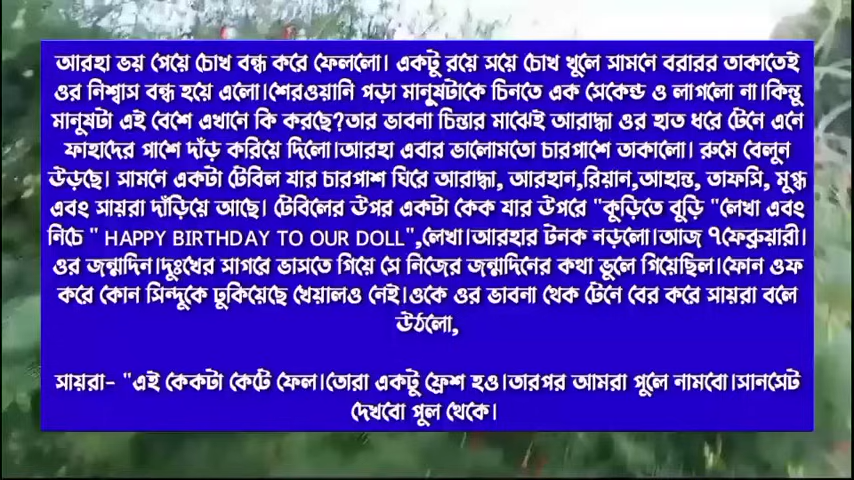 আরহা ভয় পেয়ে চোখ বন্ধ করে ফেললো। একটু রয়ে সয়ে চোখ খুলে সামনে বরারর তাকাতেই
ওর নিশ্বাস বন্ধ হয়ে এলো।শেরওয়ানি পড়া মানুষটাকে চিনতে এক সেকেন্ড ও লাগলো না।কিন্তু
মানুষটা এই বেশে এখানে কি করছে?তার ভাবনা চিন্তার মাঝেই আরাদ্ধা ওর হাত ধরে টেনে এনে
ফাহাদের পাশে দাঁড় করিয়ে দিলো।আরহা এবার ভালোমতো চারপাশে তাকালো। রুমে বেলুন
উড়ছে। সামনে একটা টেবিল যার চারপাশ ঘিরে আরাদ্ধা, আরহান,রিয়ান,আহান্ত, তাফসি, মুগ্ধ
এবং সায়রা দাঁড়িয়ে আছে। টেবিলের উপর একটা কেক যার উপরে "কুড়িতে বুড়ি "লেখা এবং
নিচে " HAPPY BIRTHDAY TO OUR DOLL",লেখা।আরহার টনক নড়লো।আজ ৭ফেব্রুয়ারী।
ওর জন্মদিন।দুঃখের সাগরে ভাসতে গিয়ে সে নিজের জন্মদিনের কথা ভুলে গিয়েছিল।ফোন ওফ
করে কোন সিন্দুকে ঢুকিয়েছে খেয়ালও নেই।ওকে ওর ভাবনা থেক টেনে বের করে সায়রা বলে
উঠলো,
সায়রা- "এই কেকটা কেটে ফেল।তোরা একটু ফ্রেশ হও।তারপর আমরা পুলে নামবো।সানসেট
দেখবো পুল থেকে।